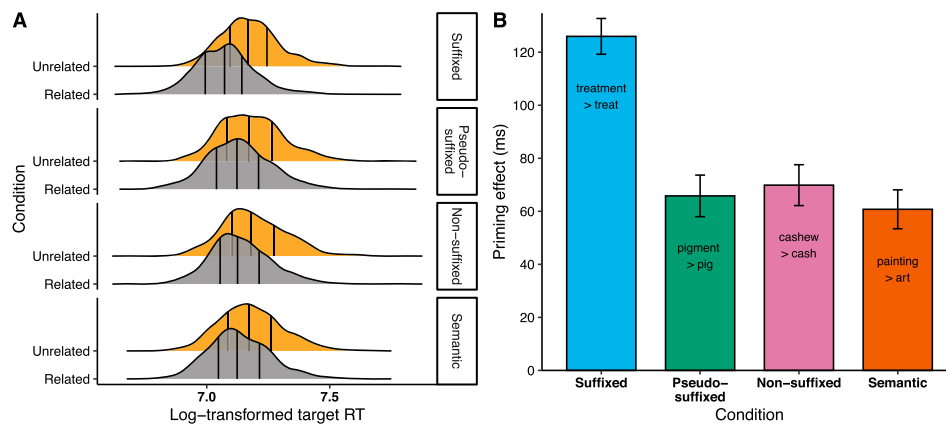 A
Condition
Unrelated
Related
Suffixed
Unrelated
Related
Pseudo–
suffixed
Unrelated
Related
Non–suffixed
Unrelated
Related
Semantic
7.0
7.5
Log–transformed target RT
B
Priming effect (ms)
120
100
80
60
40
20
0
treatment
> treat
pigment
> pig
cashew
> cash
painting
> art
Suffixed
Pseudo–
suffixed
Non–suffixed
Semantic
Condition